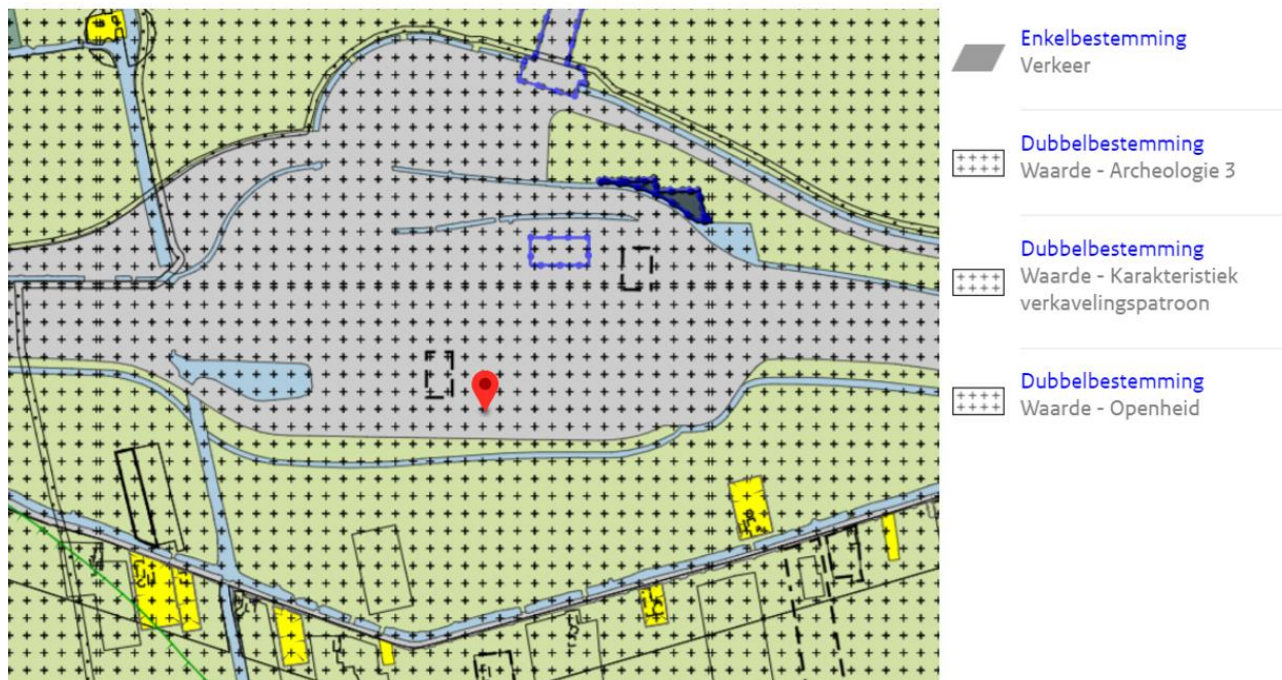 Enkelbestemming
Verkeer
Dubbelbestemming
Waarde - Archeologie 3
Dubbelbestemming
Waarde - Karakteristiek
verkavelingspatroon
Dubbelbestemming
Waarde - Openheid